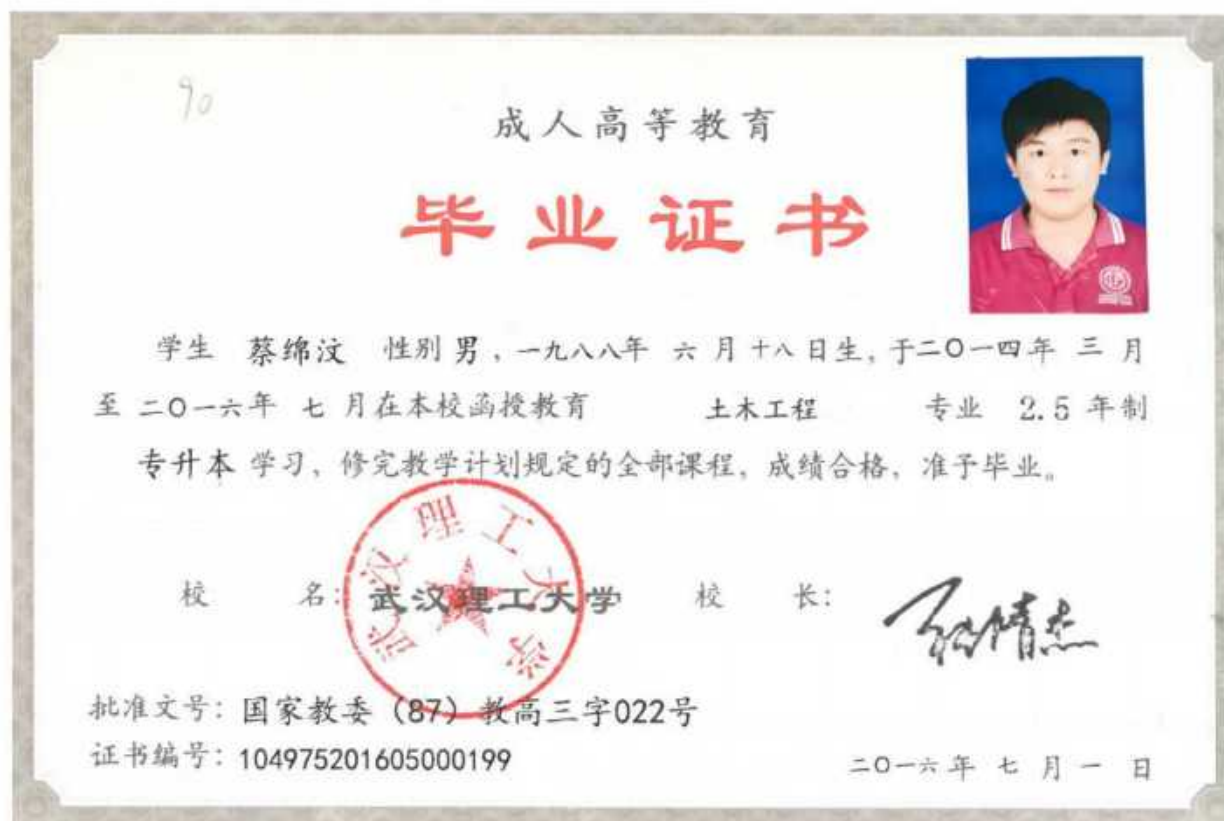 90
成人高等教育
毕业证书
学生 蔡绵汶 性别 男，一九八八年 六 月 十八 日生，于二〇一四年 三 月
至 二〇一六年 七 月在本校函授教育 土木工程 专业 2.5 年制
专升本 学习，修完教学计划规定的全部课程，成绩合格，准予毕业。
武汉理工大学
校 名：武汉理工大学 校 长：
批准文号：国家教委（87）教高三字022号
证书编号：104975201605000199
二〇一六 年 七 月 一 日